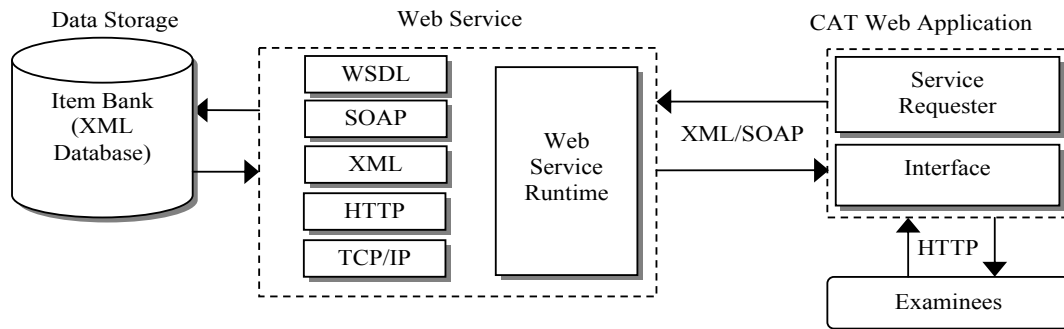 Data Storage
Item Bank
(XML
Database)
Web Service
WSDL
SOAP
XML
HTTP
TCP/IP
Web
Service
Runtime
XML/SOAP
CAT Web Application
Service
Requester
Interface
HTTP
Examinees